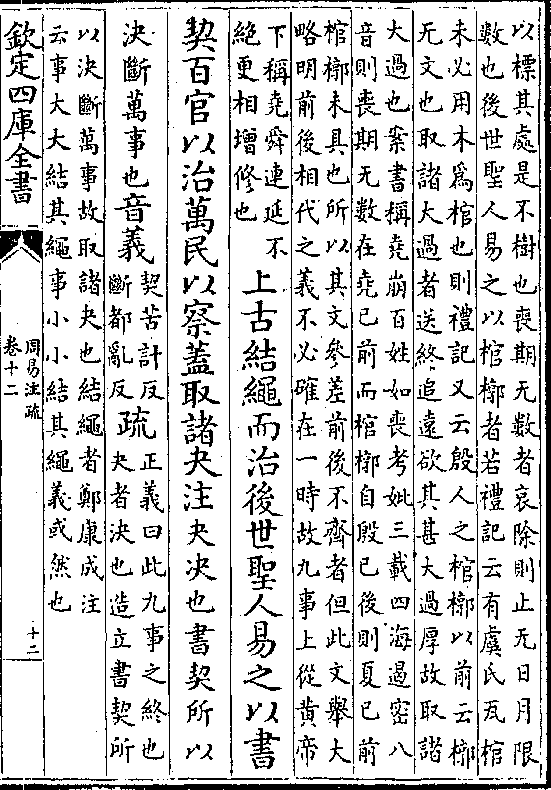 以標其處是不樹也喪期无數者哀除則止无日月限
數也後世聖人易之以棺槨者若禮記云有虞氏瓦棺
未必用木為棺也則禮記又云殷人之棺槨以前云槨
无文也取諸大過者送終追遠欲其甚大過厚故取諸
大過也案書稱堯崩百姓如喪考妣三載四海遏密八
音則喪期无數在堯已前而棺槨自殷已後則夏已前
棺槨未具也所以其文參差前後不齊者但此文舉大
略明前後相代之義不必確在一時故九事上從黃帝
下稱堯舜連延不
絶更相增修也
上古結繩而治後世聖人易之以書
契百官以治萬民以察蓋取諸夬注夬決也書契所以
決斷萬事也音義
契苦計反
斷都亂反
疏
正義曰此九事之終也
夬者決也造立書契所
以決斷萬事故取諸夬也結繩者鄭康成注
云事大大結其繩事小小結其繩義或然也
欽定四庫全書
周易注疏
卷十二
十二